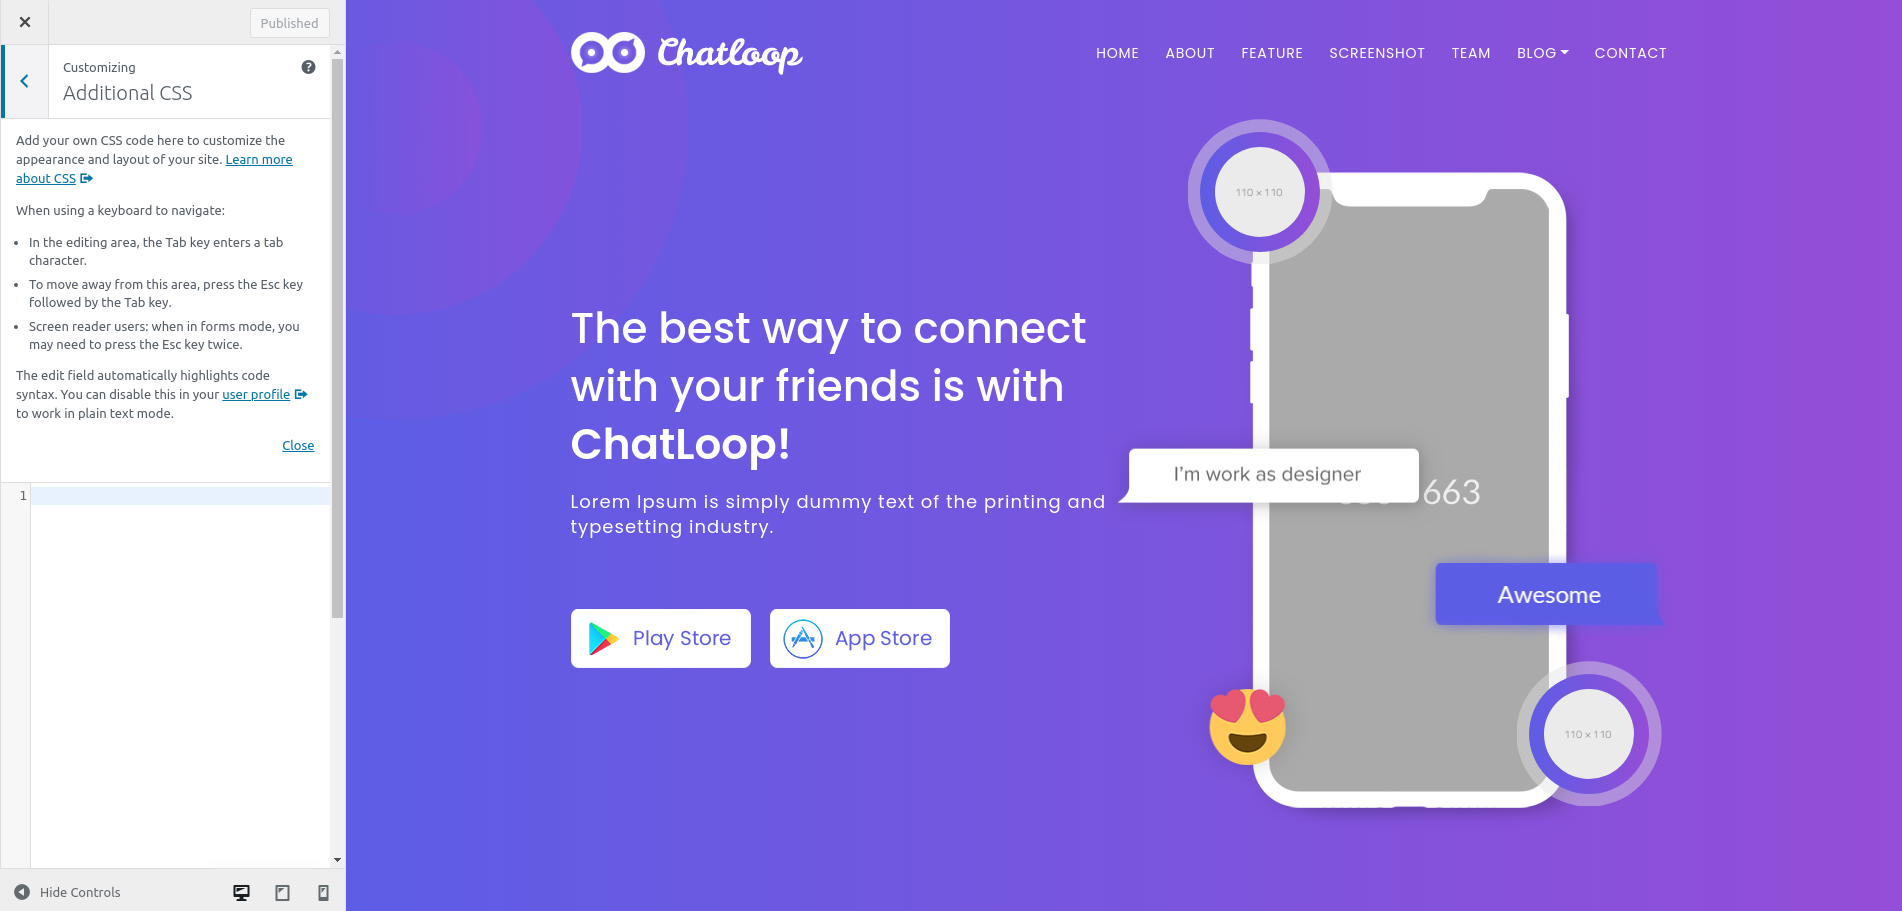 Published
Customizing
Additional CSS
Add your own CSS code here to customize the
appearance and layout of your site. Learn more
about CSS
When using a keyboard to navigate:
• In the editing area, the Tab key enters a tab
character.
• To move away from this area, press the Esc key
followed by the Tab key.
• Screen reader users: when in forms mode, you
may need to press the Esc key twice.
The edit field automatically highlights code
syntax. You can disable this in your user profile
to work in plain text mode.
Close
1
Hide Controls
Chatloop
HOME ABOUT FEATURE SCREENSHOT TEAM BLOG CONTACT
110 × 110
The best way to connect
with your friends is with
ChatLoop!
Lorem Ipsum is simply dummy text of the printing and
typesetting industry.
Play Store App Store
I'm work as designer
663
Awesome
110 × 110